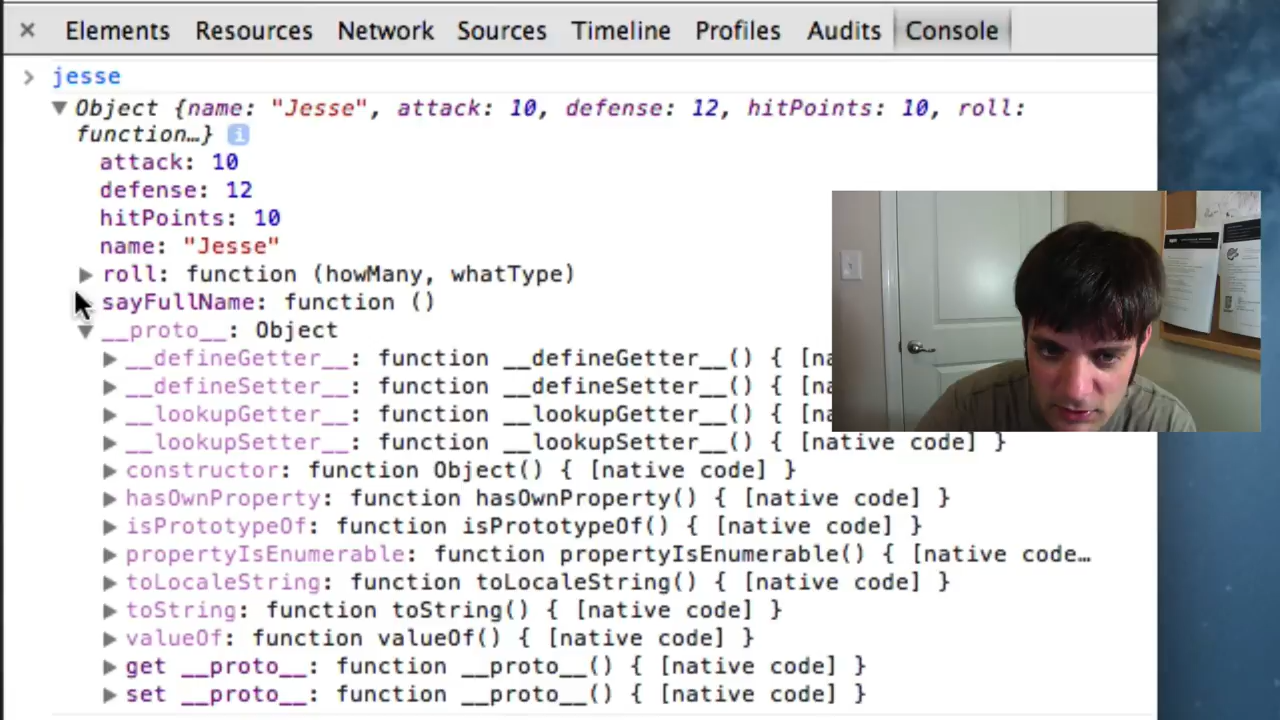 × Elements Resources Network Sources Timeline Profiles Audits Console
> jesse
▼ Object {name: "Jesse", attack: 10, defense: 12, hitPoints: 10, roll:
function…} i
attack: 10
defense: 12
hitPoints: 10
name: "Jesse"
▶ roll: function (howMany, whatType)
sayFullName: function ()
▼ __proto__: Object
▶ __defineGetter__: function __defineGetter__() { [na
▶ __defineSetter__: function __defineSetter__() { [na
▶ __lookupGetter__: function __lookupGetter__() { [na
▶ __lookupSetter__: function __lookupSetter__() { [native code] }
▶ constructor: function Object() { [native code] }
▶ hasOwnProperty: function hasOwnProperty() { [native code] }
▶ isPrototypeOf: function isPrototypeOf() { [native code] }
▶ propertyIsEnumerable: function propertyIsEnumerable() { [native code…
▶ toLocaleString: function toLocaleString() { [native code] }
▶ toString: function toString() { [native code] }
▶ valueOf: function valueOf() { [native code] }
▶ get __proto__: function __proto__() { [native code] }
▶ set __proto__: function __proto__() { [native code] }